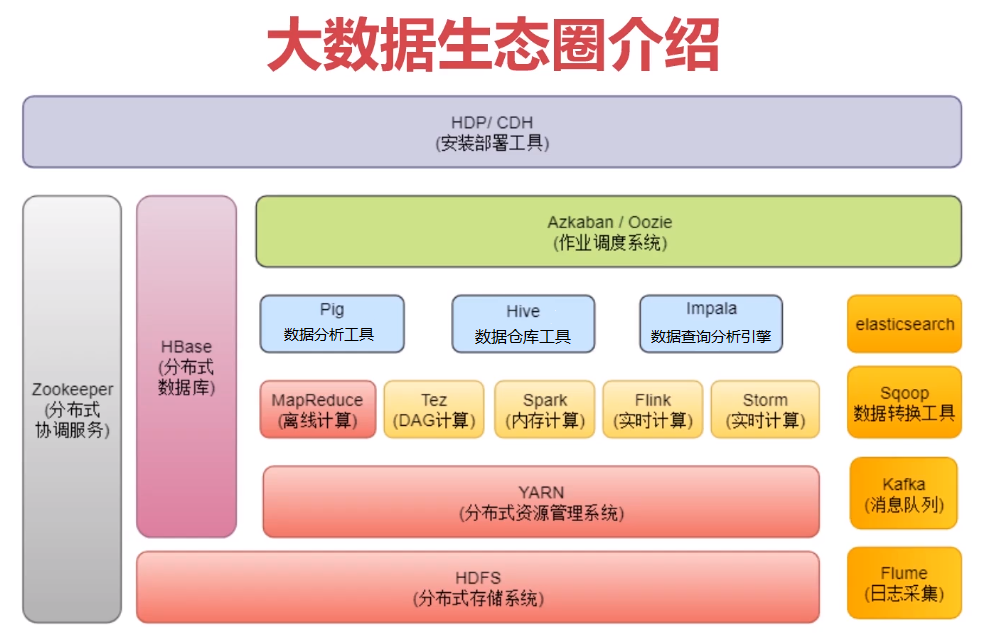 大数据生态圈介绍
HDP/ CDH
(安装部署工具)
Zookeeper
(分布式
协调服务)
HBase
(分布式
数据库)
Azkaban / Oozie
(作业调度系统)
Pig
数据分析工具
Hive
数据仓库工具
Impala
数据查询分析引擎
elasticsearch
MapReduce
(离线计算)
Tez
(DAG计算)
Spark
(内存计算)
Flink
(实时计算)
Storm
(实时计算)
Sqoop
数据转换工具
YARN
(分布式资源管理系统)
Kafka
(消息队列)
HDFS
(分布式存储系统)
Flume
(日志采集)